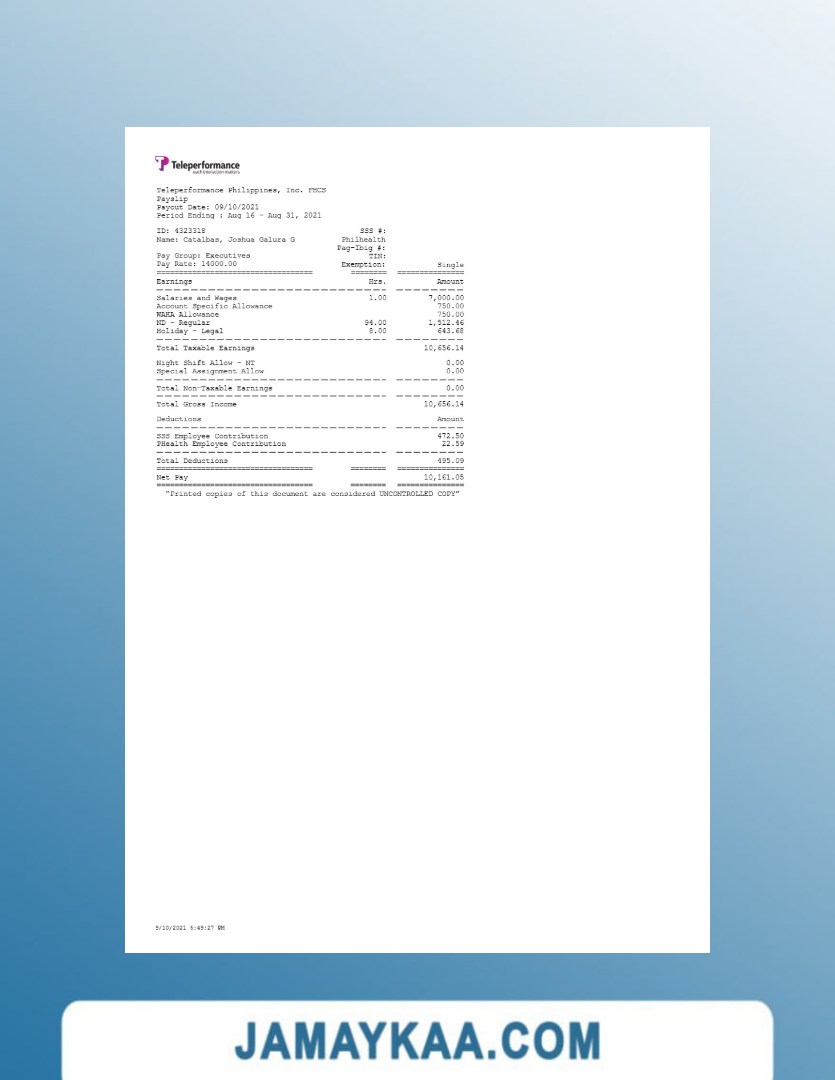 Teleperformance
each interaction matters
Teleperformance Philippines, Inc. FHCS
Payslip
Payout Date: 09/10/2021
Period Ending : Aug 16 - Aug 31, 2021
ID: 4323318 SSS #:
Name: Catalbas, Joshua Galura G Philhealth
Pag-Ibig #:
Pay Group: Executives TIN:
Pay Rate: 14000.00 Exemption: Single
Earnings Hrs. Amount
Salaries and Wages 1.00 7,000.00
Account Specific Allowance 750.00
WAHA Allowance 750.00
ND - Regular 94.00 1,512.46
Holiday - Legal 8.00 643.68
Total Taxable Earnings 10,656.14
Night Shift Allow - NT 0.00
Special Assignment Allow 0.00
Total Non-Taxable Earnings 0.00
Total Gross Income 10,656.14
Deductions Amount
SSS Employee Contribution 472.50
PHealth Employee Contribution 22.59
Total Deductions 495.09
Net Pay 10,161.05
"Printed copies of this document are considered UNCONTROLLED COPY"
9/10/2021 6:49:27 PM
JAMAYKAA.COM